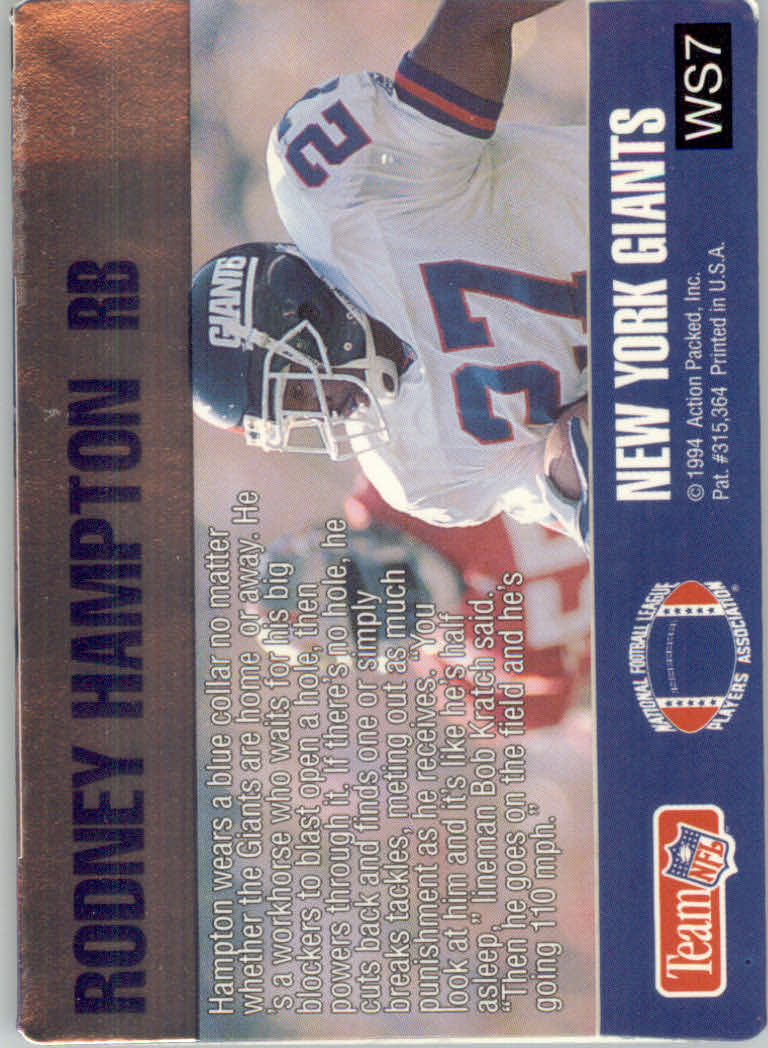 RODNEY HAMPTON RB
GIANTS
27
2
Hampton wears a blue collar no matter
whether the Giants are home or away. He
's a workhorse who waits for his big
blockers to blast open a hole, then
powers through it. If there's no hole, he
cuts back and finds one or simply
breaks tackles, meting out as much
punishment as he receives. "You
look at him and it's like he's half
asleep," lineman Bob Kratch said.
"Then he goes on the field and he's
going 110 mph."
Team NFL
NATIONAL FOOTBALL LEAGUE
PLAYERS ASSOCIATION®
NEW YORK GIANTS
© 1994 Action Packed, Inc.
Pat. #315,364 Printed in U.S.A.
WS7